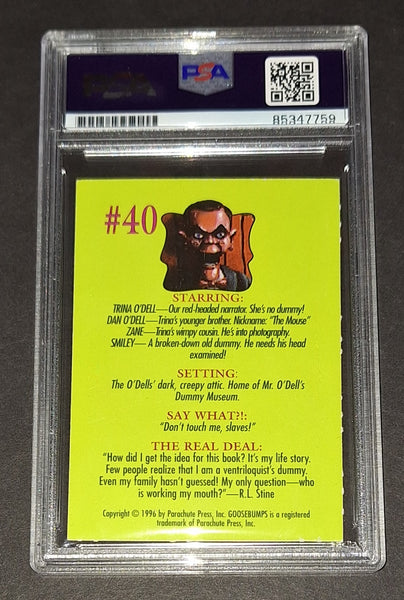 PSA
85347759
#40
STARRING:
TRINA O'DELL—Our red-headed narrator. She's no dummy!
DAN O'DELL—Trina's younger brother. Nickname: "The Mouse"
ZANE—Trina's wimpy cousin. He's into photography.
SMILEY— A broken-down old dummy. He needs his head
examined!
SETTING:
The O'Dells' dark, creepy attic. Home of Mr. O'Dell's
Dummy Museum.
SAY WHAT?!:
"Don't touch me, slaves!"
THE REAL DEAL:
"How did I get the idea for this book? It's my life story.
Few people realize that I am a ventriloquist's dummy.
Even my family hasn't guessed! My only question—who
is working my mouth?"—R.L. Stine
Copyright © 1996 by Parachute Press, Inc. GOOSEBUMPS is a registered
trademark of Parachute Press, Inc.